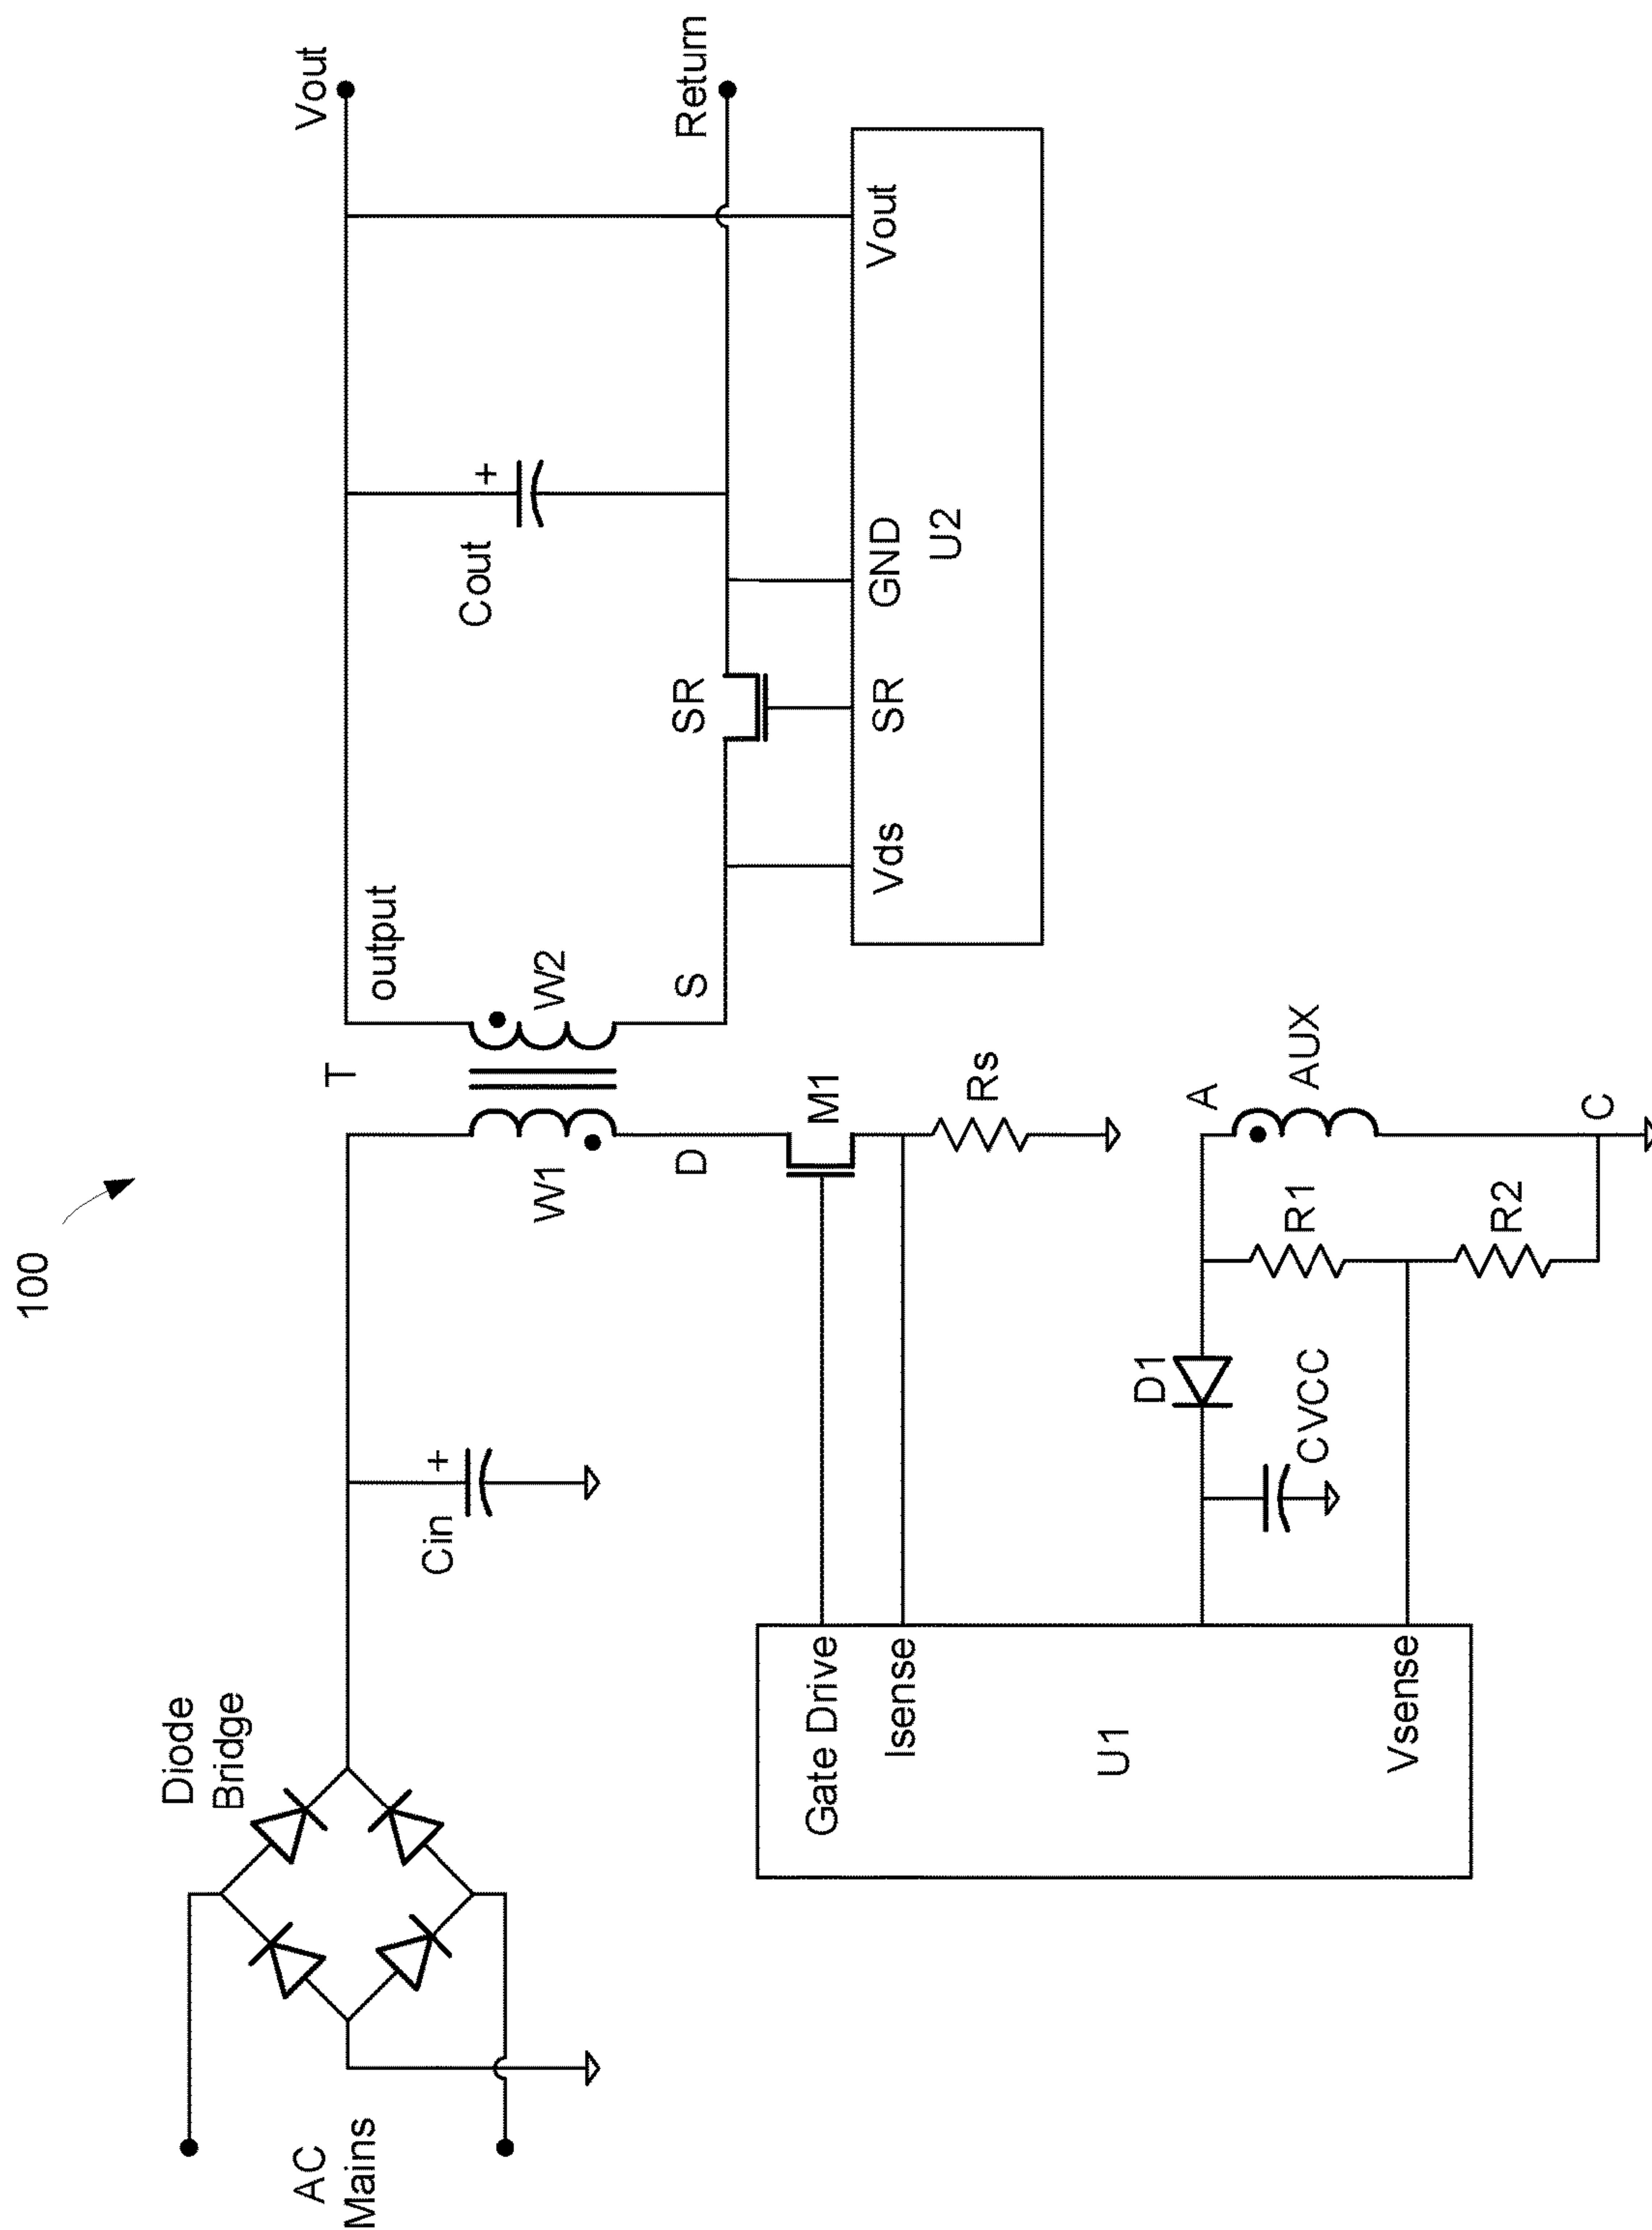 100
Diode
Bridge
AC
Mains
Cin
+
T
W1
W2
output
S
Cout
+
Vout
Return
D
M1
SR
Vds
SR
GND
Vout
U2
Gate Drive
Isense
U1
Vsense
Rs
D1
CVCC
A
R1
AUX
R2
C